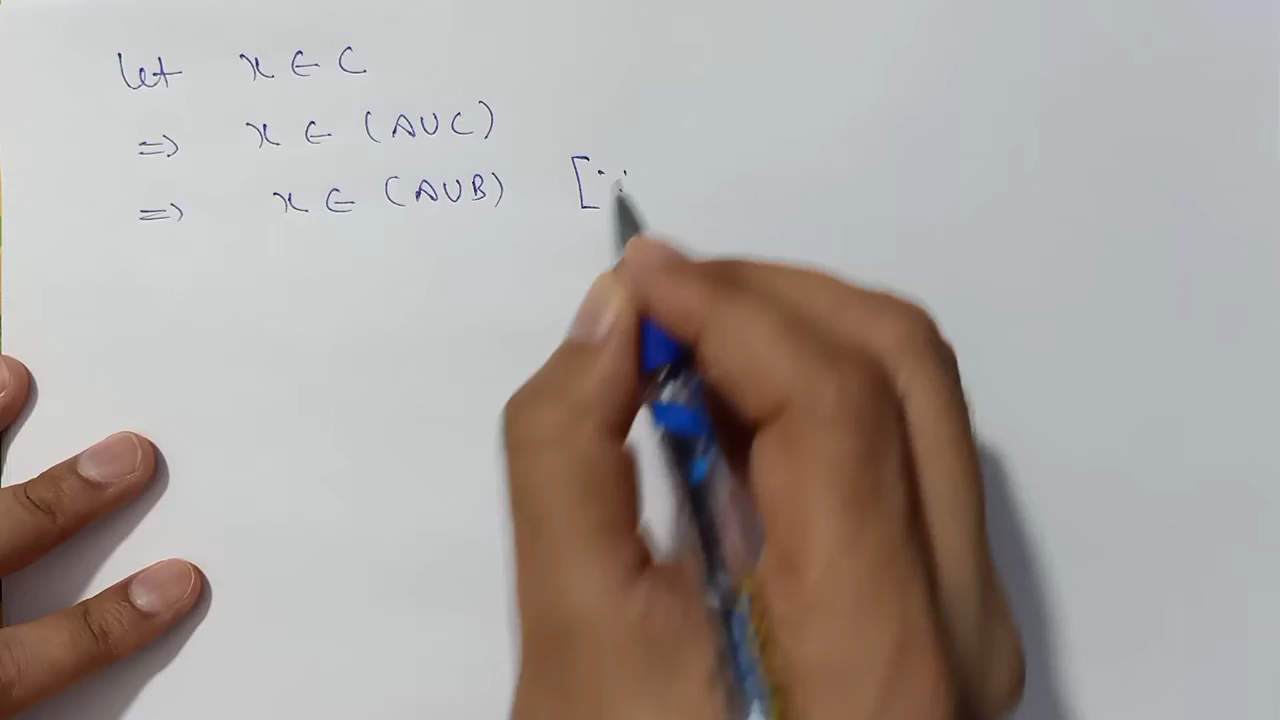 let x ∈ C
=> x ∈ (A∪C)
=> x ∈ (A∪B) [∵